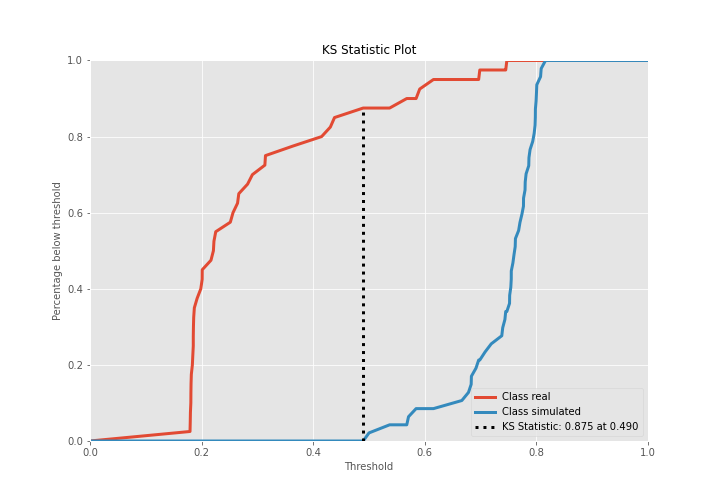 KS Statistic Plot
1.0
0.8
0.6
0.4
0.2
0.0
Percentage below threshold
0.0 0.2 0.4 0.6 0.8 1.0
Threshold
Class real
Class simulated
KS Statistic: 0.875 at 0.490